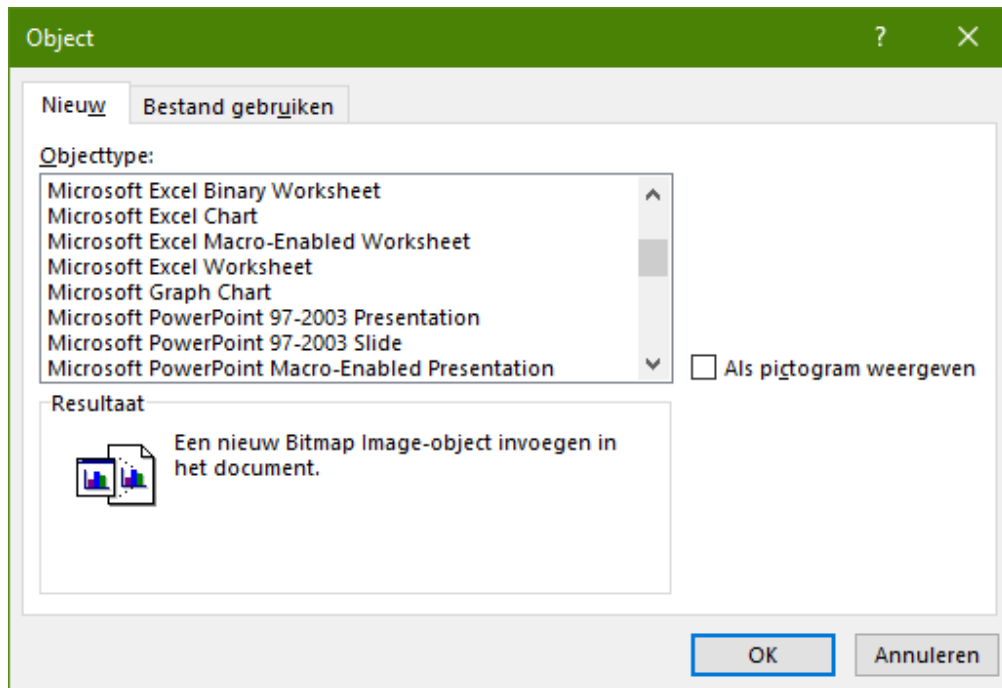 Object
?
Nieuw
Bestand gebruiken
Objecttype:
Microsoft Excel Binary Worksheet
Microsoft Excel Chart
Microsoft Excel Macro-Enabled Worksheet
Microsoft Excel Worksheet
Microsoft Graph Chart
Microsoft PowerPoint 97-2003 Presentation
Microsoft PowerPoint 97-2003 Slide
Microsoft PowerPoint Macro-Enabled Presentation
Als pictogram weergeven
Resultaat
Een nieuw Bitmap Image-object invoegen in
het document.
OK
Annuleren